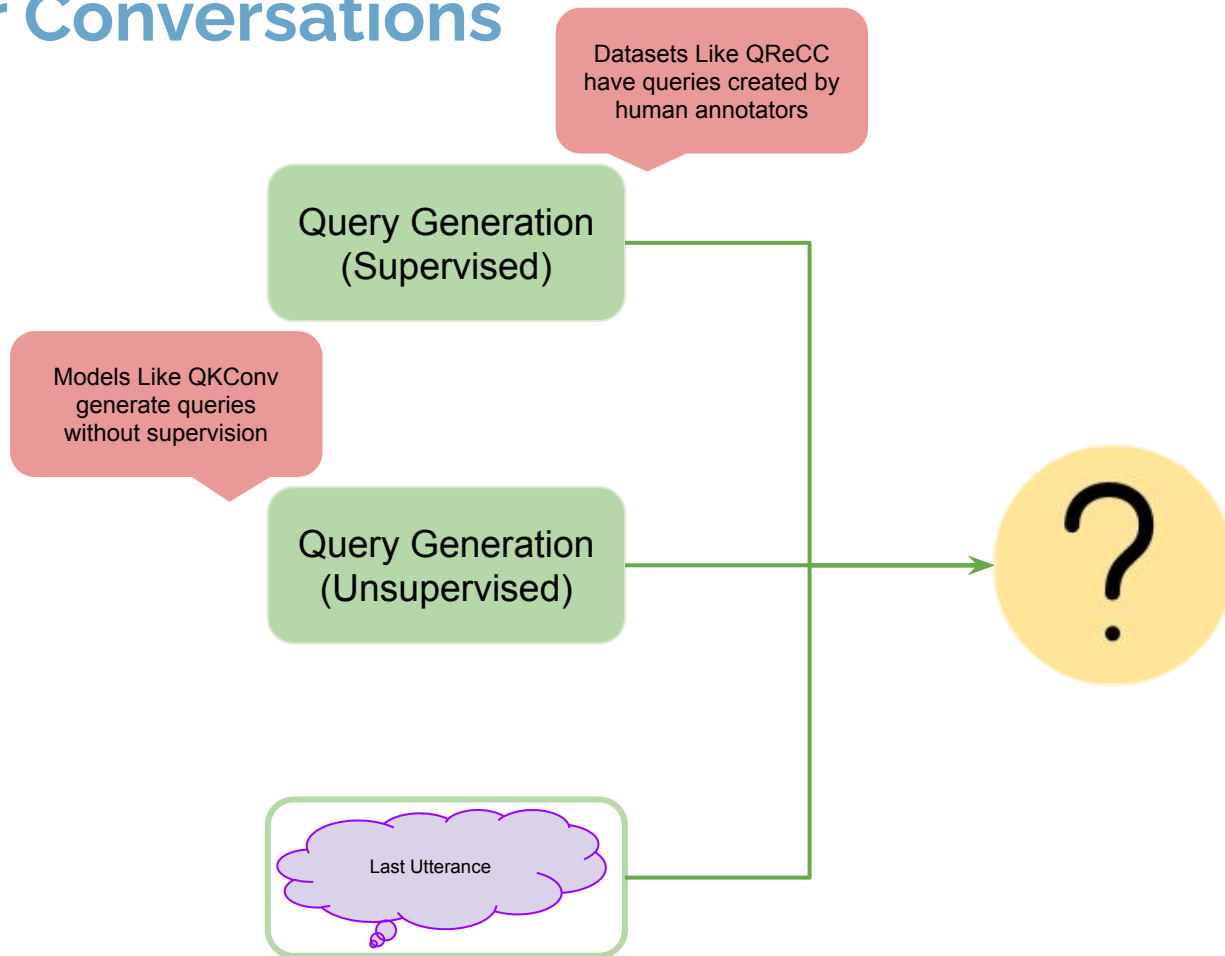 r Conversations
Datasets Like QReCC
have queries created by
human annotators
Query Generation
(Supervised)
Models Like QKConv
generate queries
without supervision
Query Generation
(Unsupervised)
?
Last Utterance